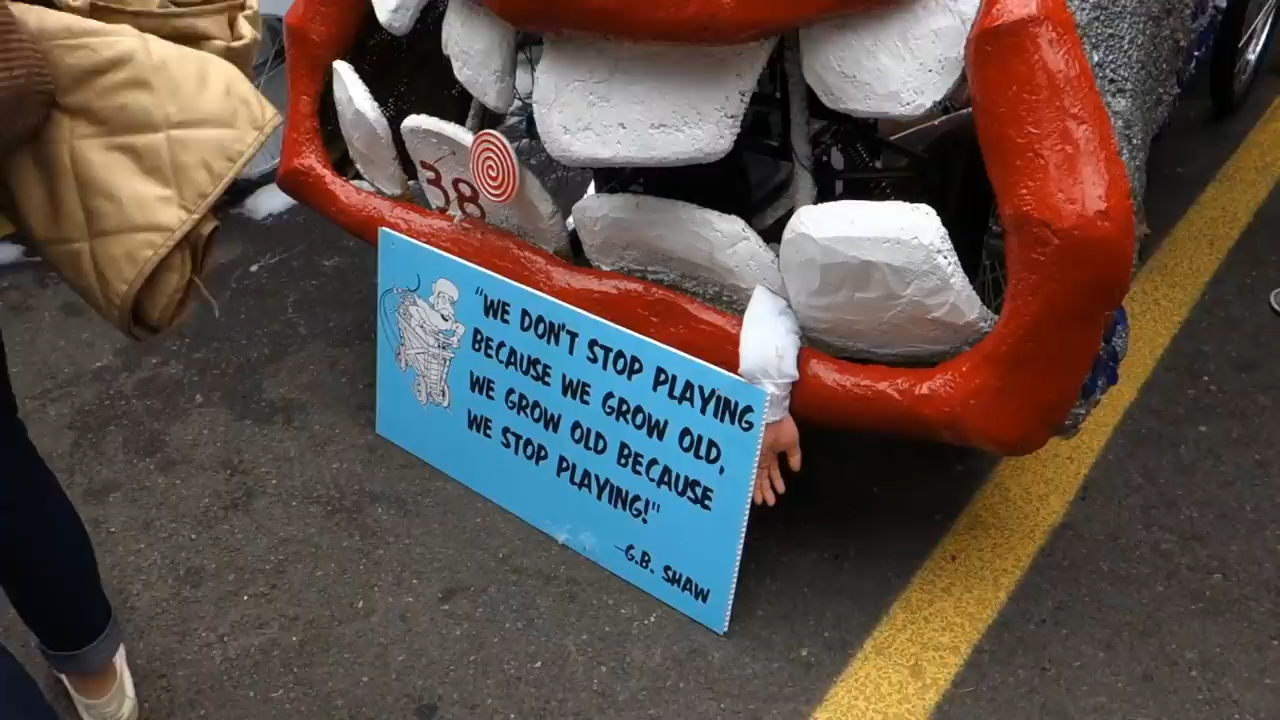 38
"WE DON'T STOP PLAYING
BECAUSE WE GROW OLD,
WE GROW OLD BECAUSE
WE STOP PLAYING!"
-G.B. SHAW